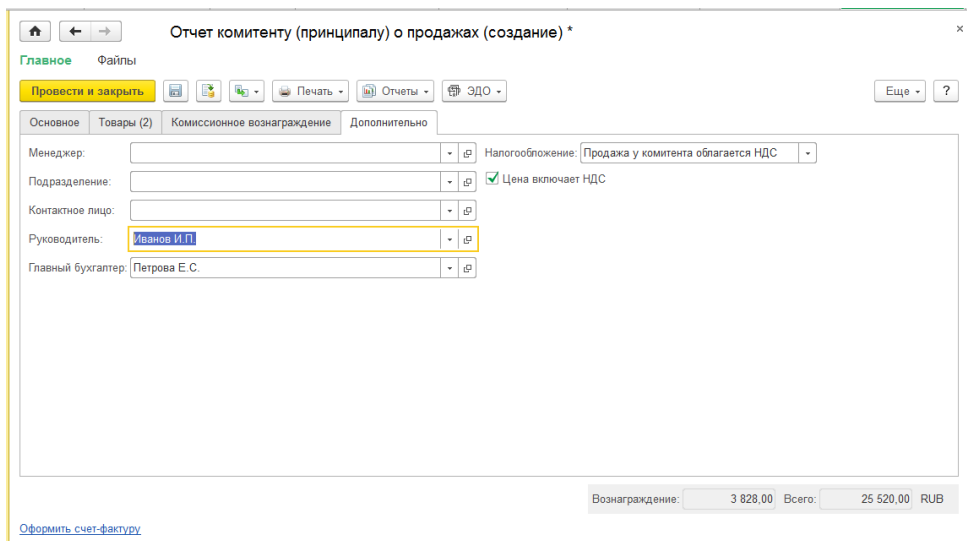 Отчет комитенту (принципалу) о продажах (создание) *
Главное Файлы
Провести и закрыть Печать Отчеты ЭДО Еще ?
Основное Товары (2) Комиссионное вознаграждение Дополнительно
Менеджер: Налогообложение: Продажа у комитента облагается НДС
Подразделение: Цена включает НДС
Контактное лицо:
Руководитель: Иванов И.П.
Главный бухгалтер: Петрова Е.С.
Вознаграждение: 3 828,00 Всего: 25 520,00 RUB
Оформить счет-фактуру